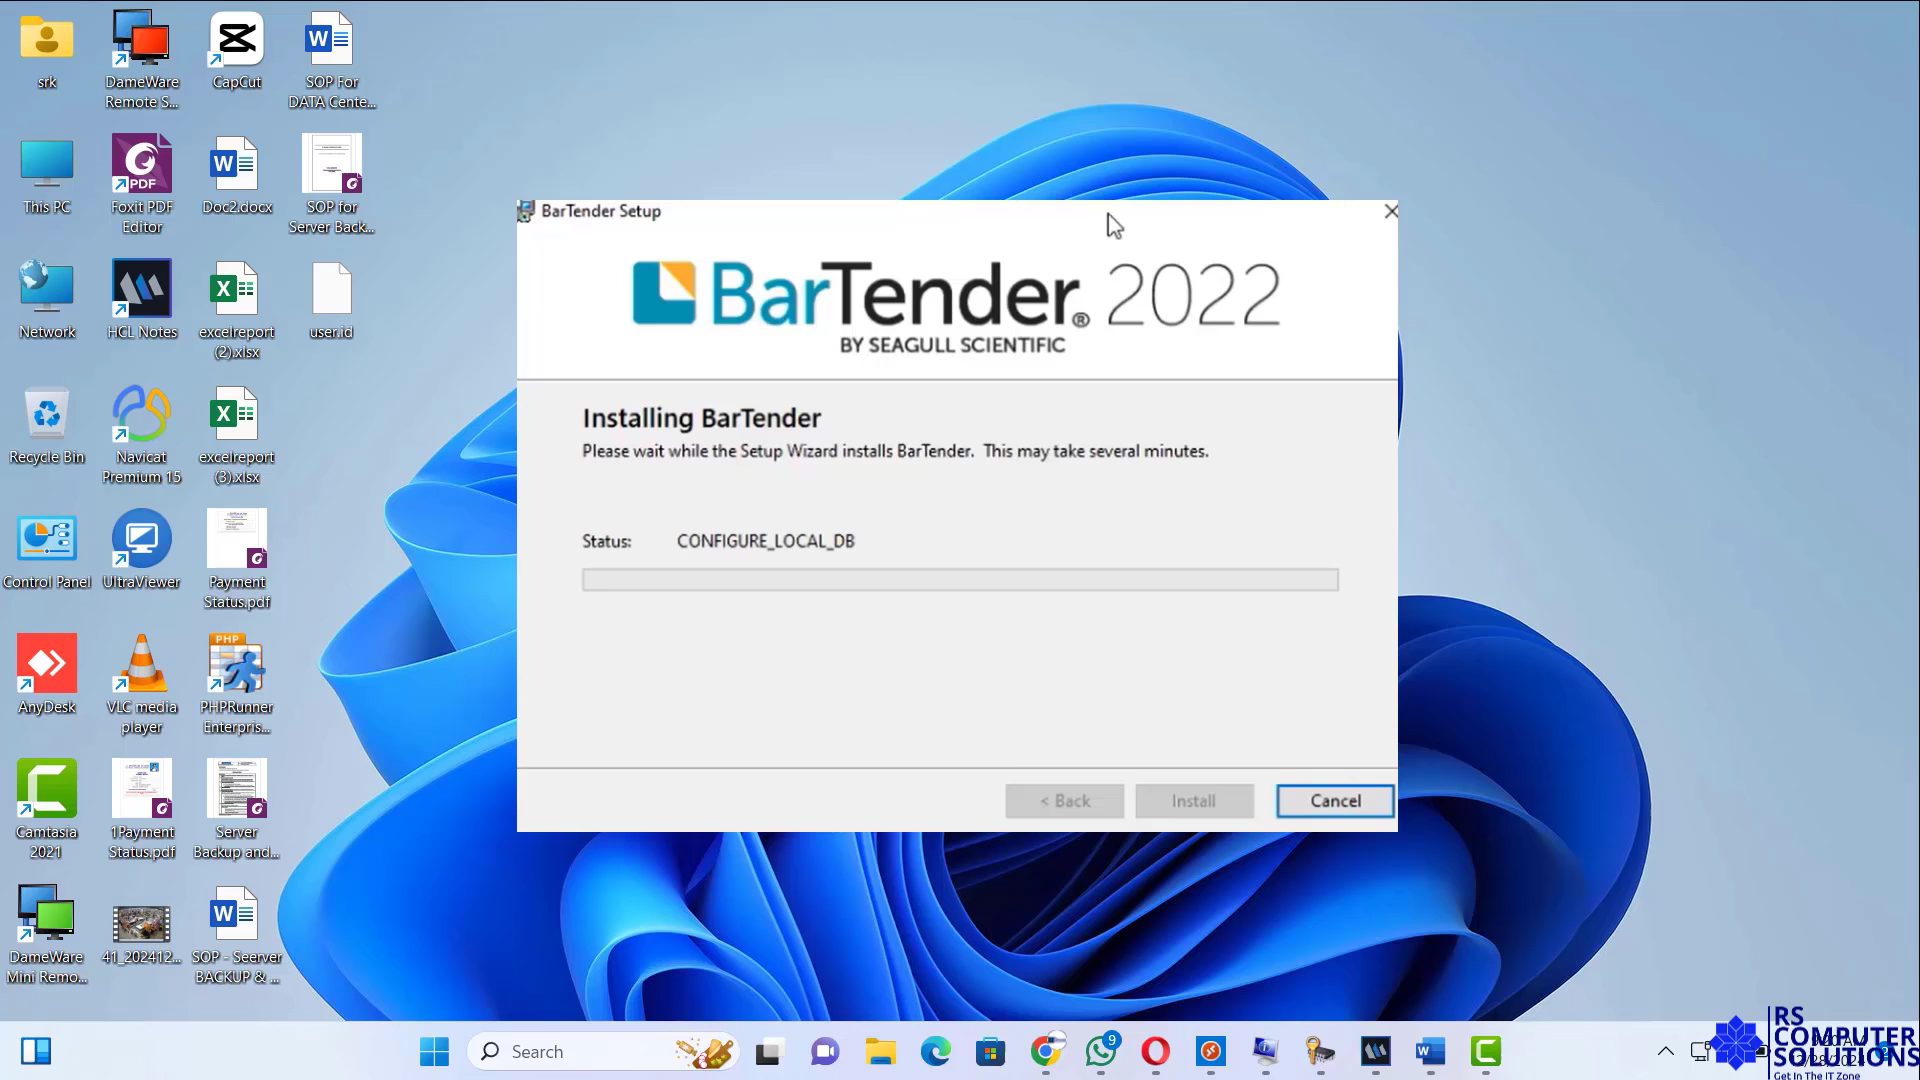 srk
DameWare
Remote S...
CapCut
SOP For
DATA Cente...
This PC
Foxit PDF
Editor
Doc2.docx
SOP for
Server Back...
Network
HCL Notes
excelreport
(2).xlsx
user.id
Recycle Bin
Navicat
Premium 15
excelreport
(3).xlsx
Control Panel
UltraViewer
Payment
Status.pdf
AnyDesk
VLC media
player
PHPRunner
Enterpris...
Camtasia
2021
1Payment
Status.pdf
Server
Backup and...
DameWare
Mini Remo...
41_202412...
SOP - Seerver
BACKUP & ...
BarTender Setup
BarTender® 2022
BY SEAGULL SCIENTIFIC
Installing BarTender
Please wait while the Setup Wizard installs BarTender. This may take several minutes.
Status: CONFIGURE_LOCAL_DB
< Back
Install
Cancel
Search
9
RS
COMPUTER
SOLUTIONS
Get In The IT Zone